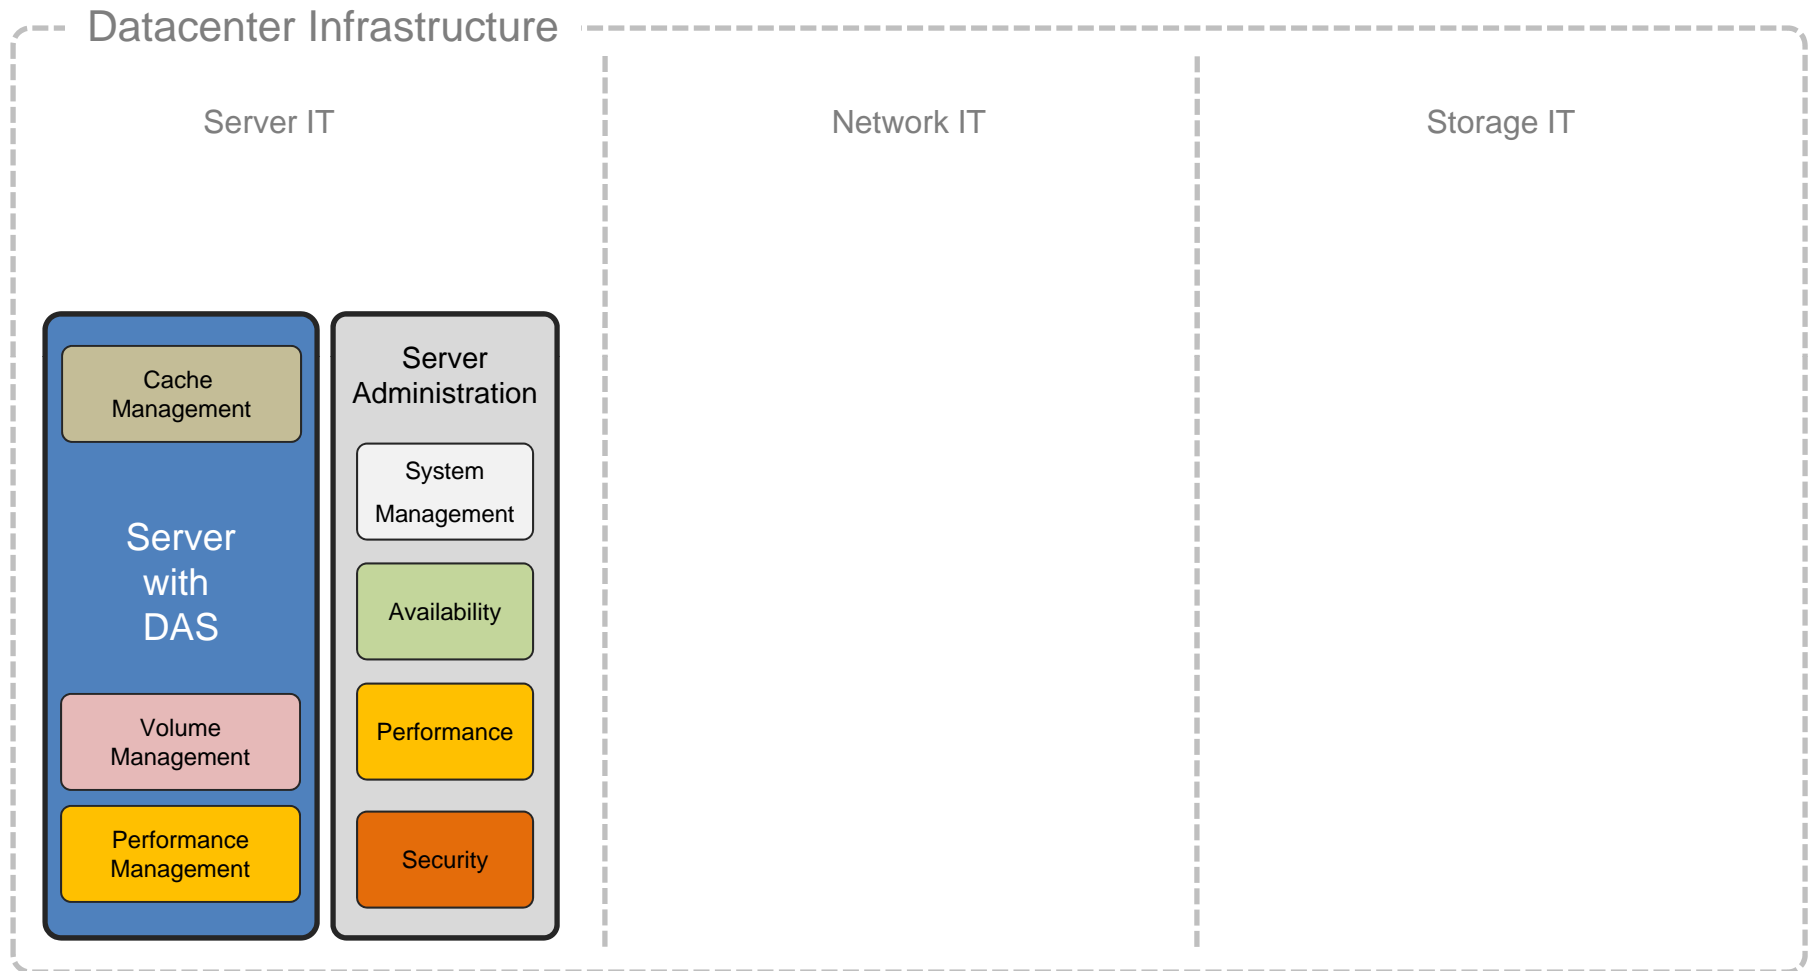 Datacenter Infrastructure
Server IT
Network IT
Storage IT
Cache
Management
Server
with
DAS
Volume
Management
Performance
Management
Server
Administration
System
Management
Availability
Performance
Security